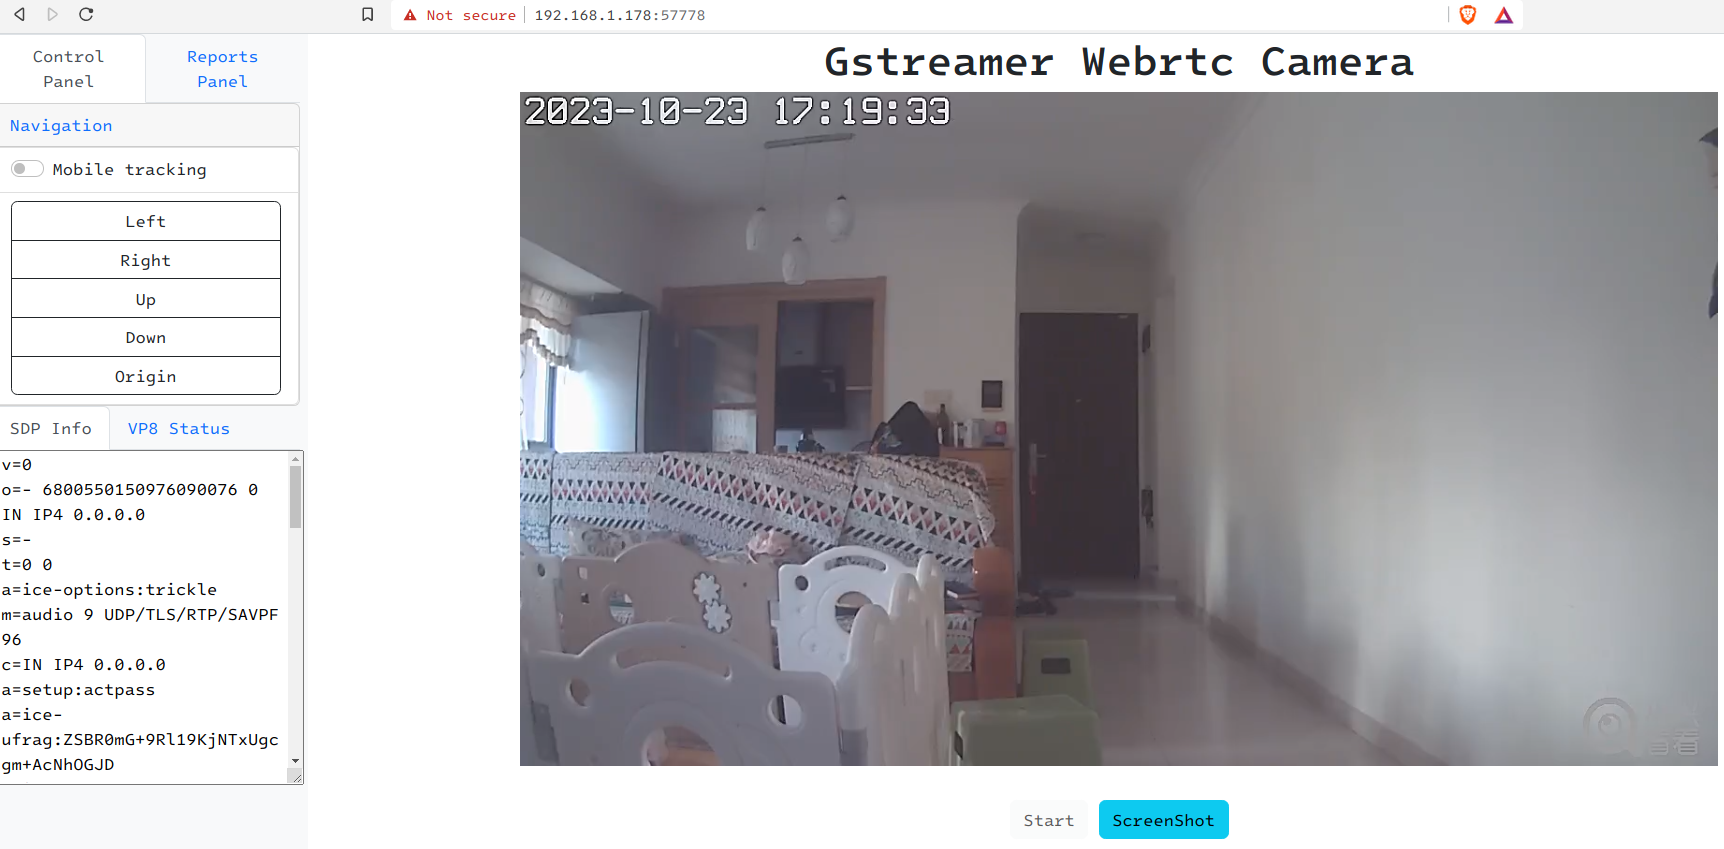 Not secure
192.168.1.178:57778
Control
Panel
Reports
Panel
Navigation
Mobile tracking
Left
Right
Up
Down
Origin
SDP Info
VP8 Status
v=0
o=- 6800550150976090076 0
IN IP4 0.0.0.0
s=-
t=0 0
a=ice-options:trickle
m=audio 9 UDP/TLS/RTP/SAVPF
96
c=IN IP4 0.0.0.0
a=setup:actpass
a=ice-
ufrag:ZSBR0mG+9Rl19KjNTxUgc
gm+AcNhOGJD
Gstreamer Webrtc Camera
2023-10-23 17:19:33
Start
ScreenShot